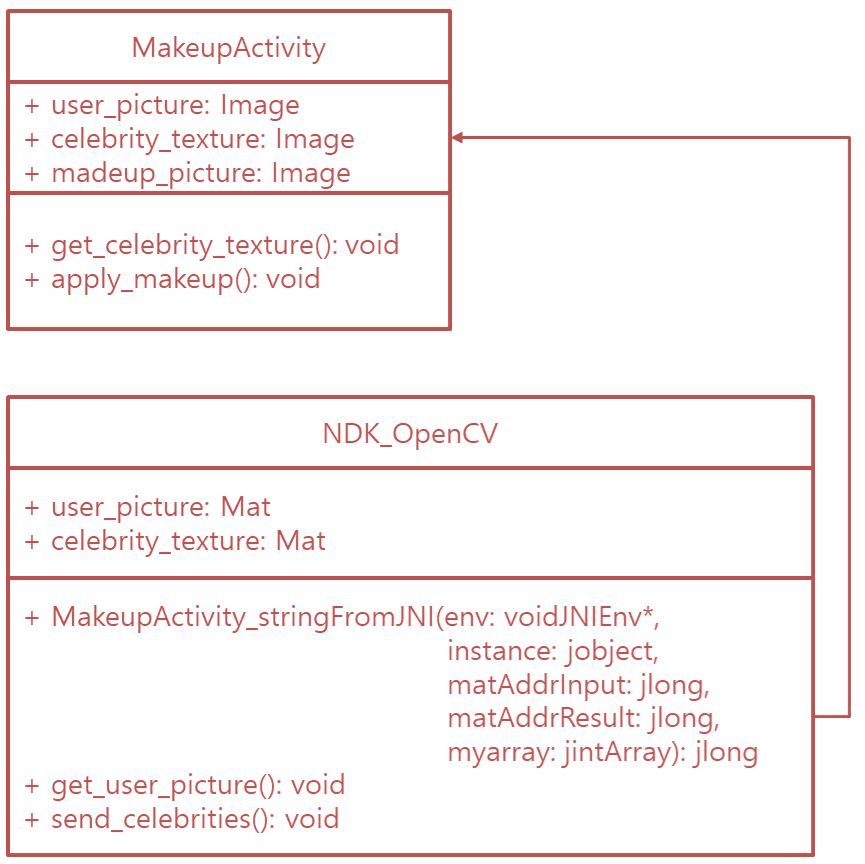 MakeupActivity
+ user_picture: Image
+ celebrity_texture: Image
+ madeup_picture: Image
+ get_celebrity_texture(): void
+ apply_makeup(): void
NDK_OpenCV
+ user_picture: Mat
+ celebrity_texture: Mat
+ MakeupActivity_stringFromJNI(env: voidJNIEnv*,
instance: jobject,
matAddrInput: jlong,
matAddrResult: jlong,
myarray: jintArray): jlong
+ get_user_picture(): void
+ send_celebrities(): void